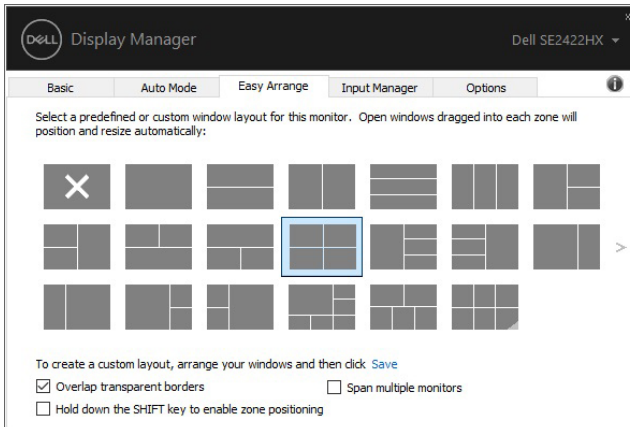 DELL Display Manager
Dell SE2422HX
Basic
Auto Mode
Easy Arrange
Input Manager
Options
Select a predefined or custom window layout for this monitor. Open windows dragged into each zone will
position and resize automatically:
To create a custom layout, arrange your windows and then click Save
Overlap transparent borders
Span multiple monitors
Hold down the SHIFT key to enable zone positioning